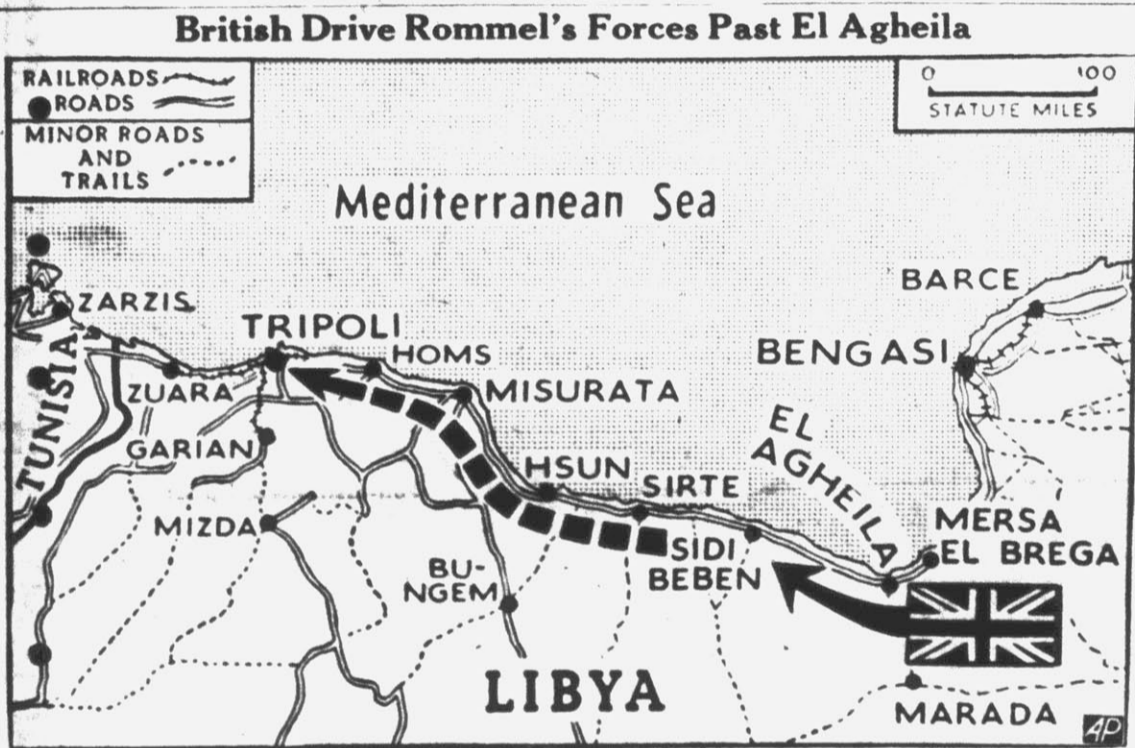 British Drive Rommel's Forces Past El Agheila
RAILROADS
ROADS
MINOR ROADS
AND
TRAILS
0 100
STATUTE MILES
Mediterranean Sea
BARCE
ZARZIS
TRIPOLI
HOMS
BENGASI
TUNISIA
ZUARA
MISURATA
GARIAN
EL
AGHEILA
HSUN
SIRTE
MIZDA
MERSA
EL BREGA
SIDI
BEBEN
BU-
NGEM
LIBYA
MARADA
AP